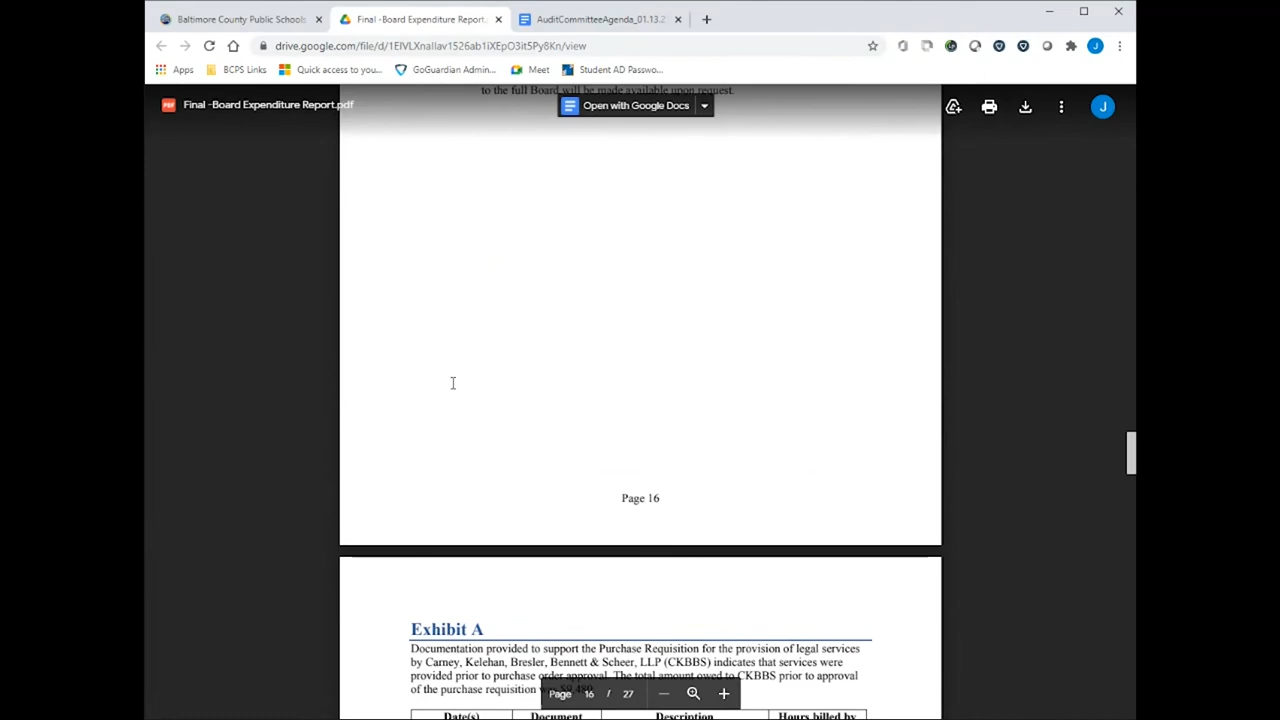 Baltimore County Public Schools
Final -Board Expenditure Report.
AuditCommitteeAgenda_01.13.2
drive.google.com/file/d/1EIVLXnaIlav1526ab1iXEpO3it5Py8Kn/view
Apps
BCPS Links
Quick access to you...
GoGuardian Admin...
Meet
Student AD Passwo...
to the full Board will be made available upon request.
PDF
Final -Board Expenditure Report.pdf
Open with Google Docs
J
Page 16
Exhibit A
Documentation provided to support the Purchase Requisition for the provision of legal services
by Carney, Kelehan, Bresler, Bennett & Scheer, LLP (CKBBS) indicates that services were
provided prior to purchase order approval. The total amount owed to CKBBS prior to approval
of the purchase requisition
Page 16 / 27
Date(s) Document Description Hours billed by